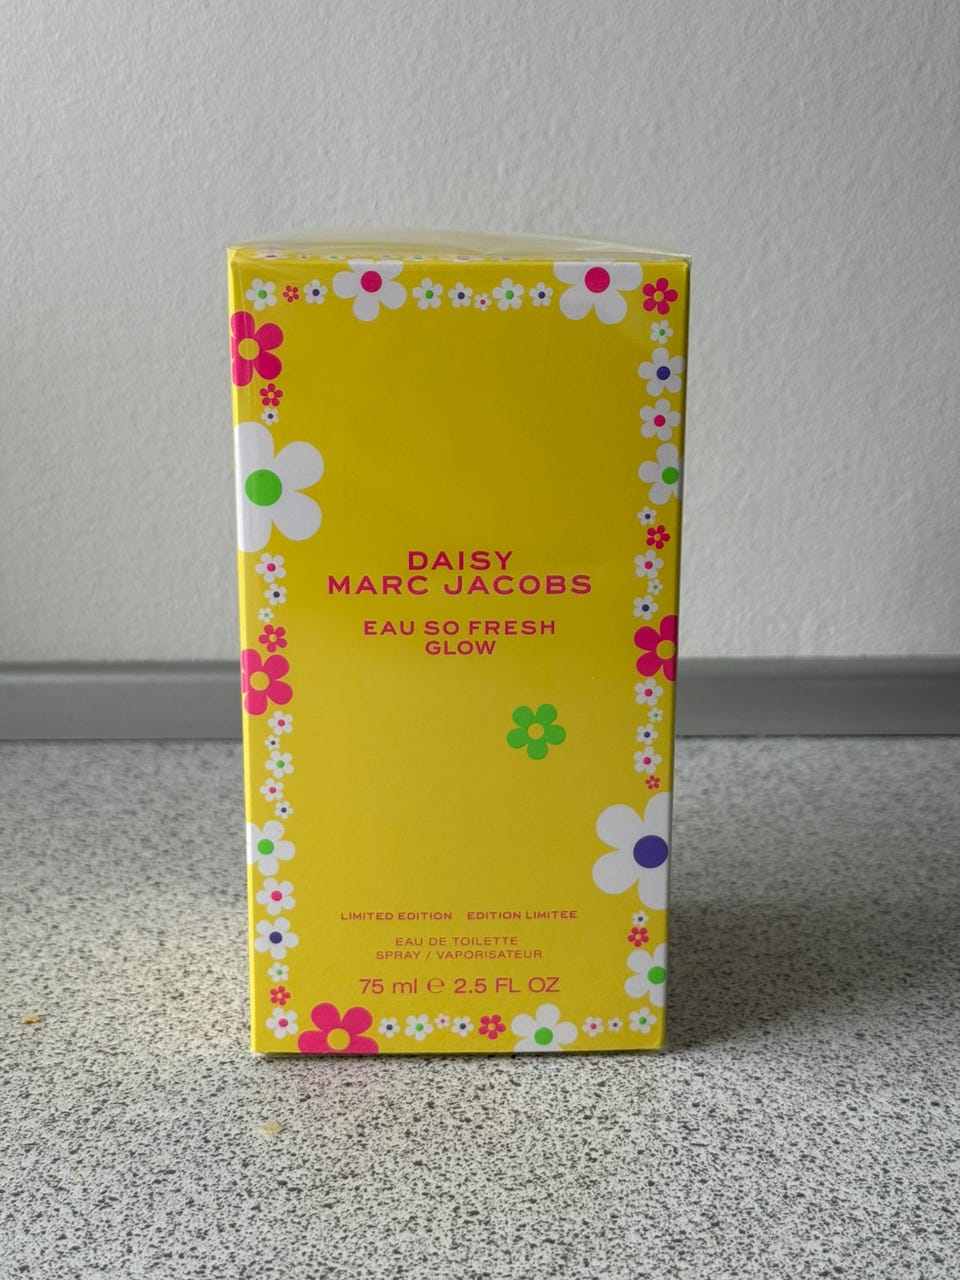 DAISY
MARC JACOBS
EAU SO FRESH
GLOW
LIMITED EDITION EDITION LIMITEE
EAU DE TOILETTE
SPRAY / VAPORISATEUR
75 ml ℮ 2.5 FL OZ